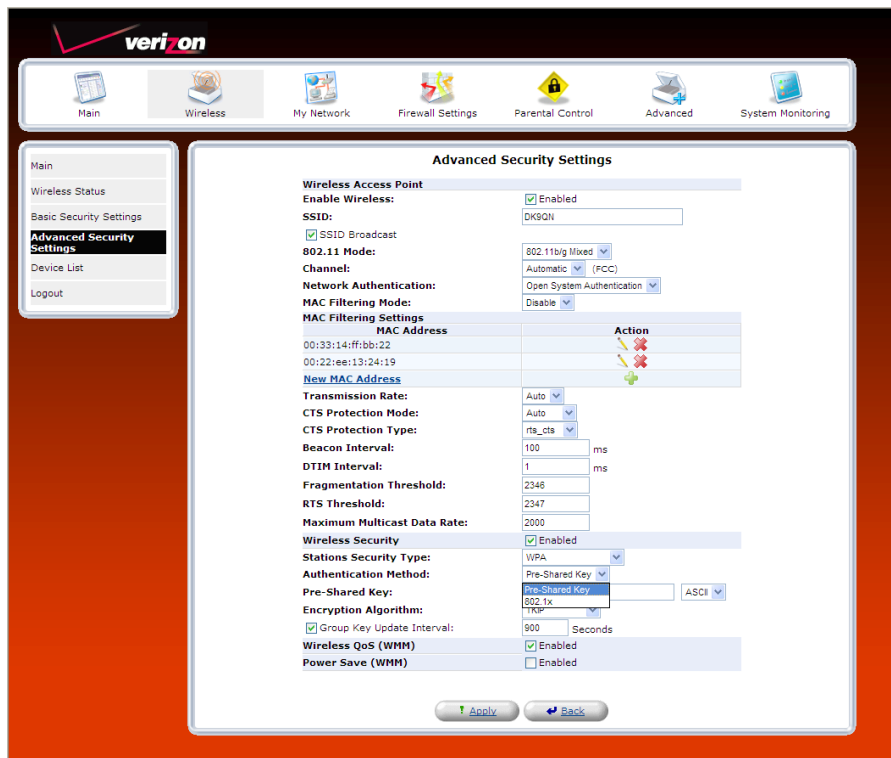 verizon
Main Wireless My Network Firewall Settings Parental Control Advanced System Monitoring
Main
Wireless Status
Basic Security Settings
Advanced Security
Settings
Device List
Logout
Advanced Security Settings
Wireless Access Point
Enable Wireless: Enabled
SSID: DK9QN
SSID Broadcast
802.11 Mode: 802.11b/g Mixed
Channel: Automatic (FCC)
Network Authentication: Open System Authentication
MAC Filtering Mode: Disable
MAC Filtering Settings
MAC Address Action
00:33:14:ff:bb:22
00:22:ee:13:24:19
New MAC Address
Transmission Rate: Auto
CTS Protection Mode: Auto
CTS Protection Type: rts_cts
Beacon Interval: 100 ms
DTIM Interval: 1 ms
Fragmentation Threshold: 2346
RTS Threshold: 2347
Maximum Multicast Data Rate: 2000
Wireless Security Enabled
Stations Security Type: WPA
Authentication Method: Pre-Shared Key
Pre-Shared Key: Pre-Shared Key ASCII
802.1x
Encryption Algorithm: TKIP
Group Key Update Interval: 900 Seconds
Wireless QoS (WMM) Enabled
Power Save (WMM) Enabled
Apply Back